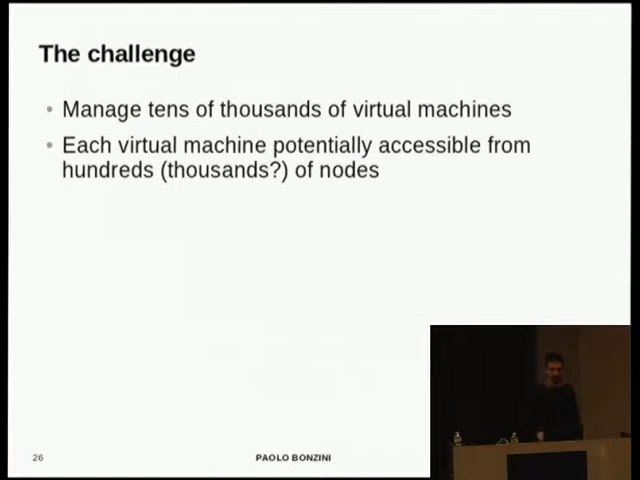 The challenge
• Manage tens of thousands of virtual machines
• Each virtual machine potentially accessible from
hundreds (thousands?) of nodes
26
PAOLO BONZINI